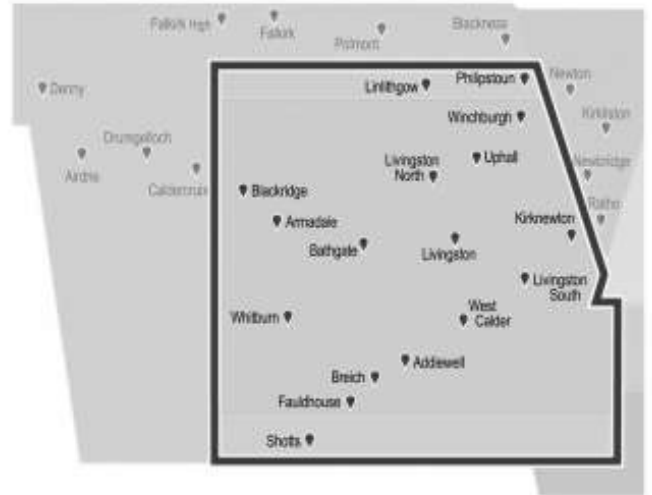 Falkirk High
Falkirk
Polmont
Blackness
Denny
Linlithgow
Philpstoun
Newton
Winchburgh
Kirkliston
Drumgelloch
Airdrie
Caldercruix
Livingston
North
Uphall
Newbridge
Blackridge
Ratho
Armadale
Kirknewton
Bathgate
Livingston
Livingston
South
Whitburn
West
Calder
Addiewell
Breich
Fauldhouse
Shotts